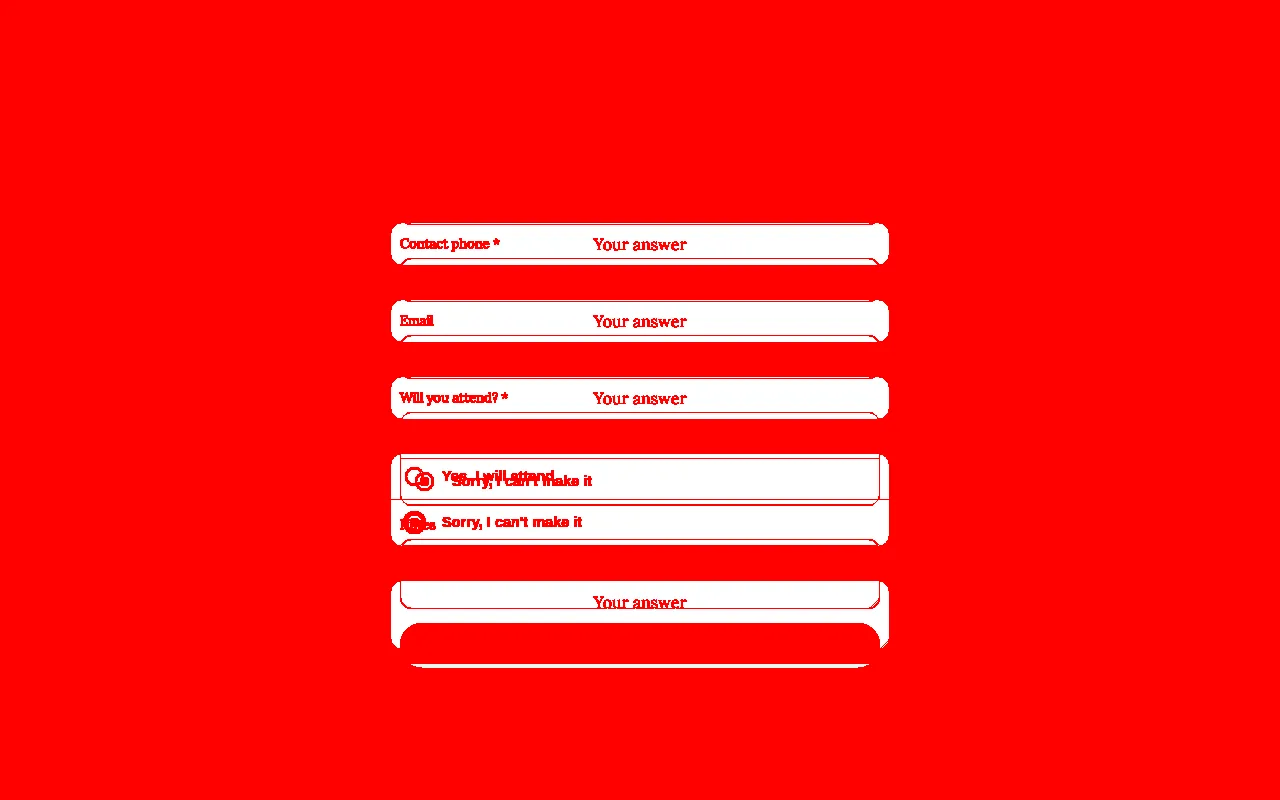 Contact phone * Your answer
Email Your answer
Will you attend? * Your answer
Yes, I will attend
Sorry, I can't make it
Sorry, I can't make it
Your answer